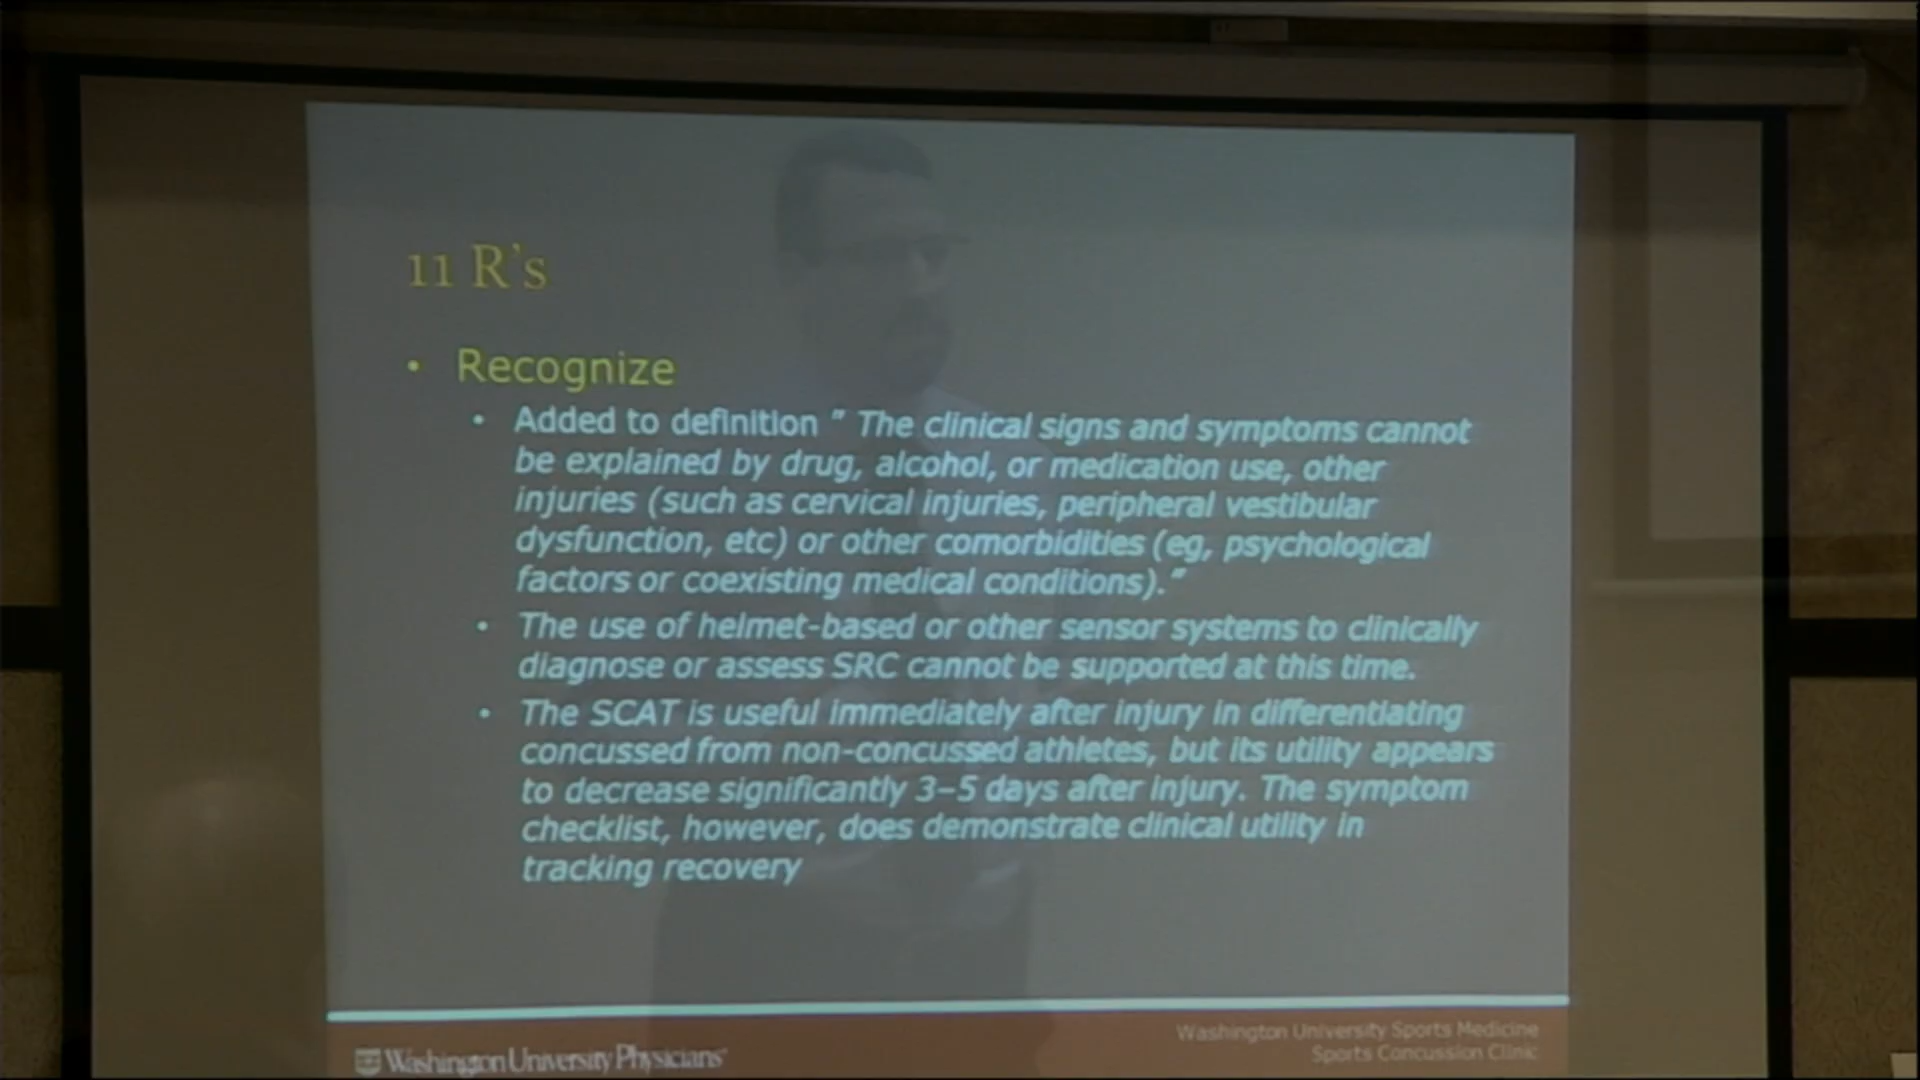 11 R's
• Recognize
• Added to definition " The clinical signs and symptoms cannot
be explained by drug, alcohol, or medication use, other
injuries (such as cervical injuries, peripheral vestibular
dysfunction, etc) or other comorbidities (eg, psychological
factors or coexisting medical conditions)."
• The use of helmet-based or other sensor systems to clinically
diagnose or assess SRC cannot be supported at this time.
• The SCAT is useful immediately after injury in differentiating
concussed from non-concussed athletes, but its utility appears
to decrease significantly 3–5 days after injury. The symptom
checklist, however, does demonstrate clinical utility in
tracking recovery
Washington University Sports Medicine
Sports Concussion Clinic
Washington University Physicians®